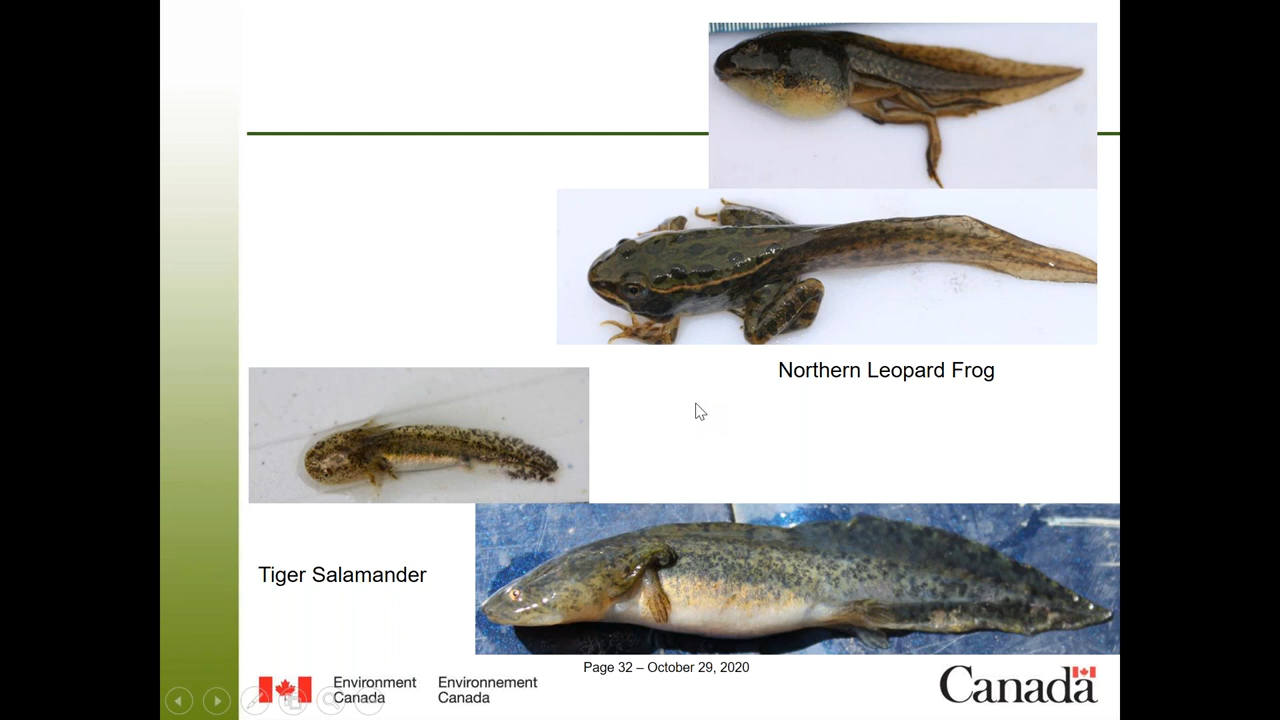 Northern Leopard Frog
Tiger Salamander
Page 32 – October 29, 2020
Environment
Canada
Environnement
Canada
Canada